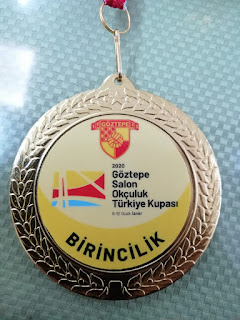 GÖZTEPE
2020
Göztepe
Salon
Okçuluk
Türkiye Kupası
BİRİNCİLİK